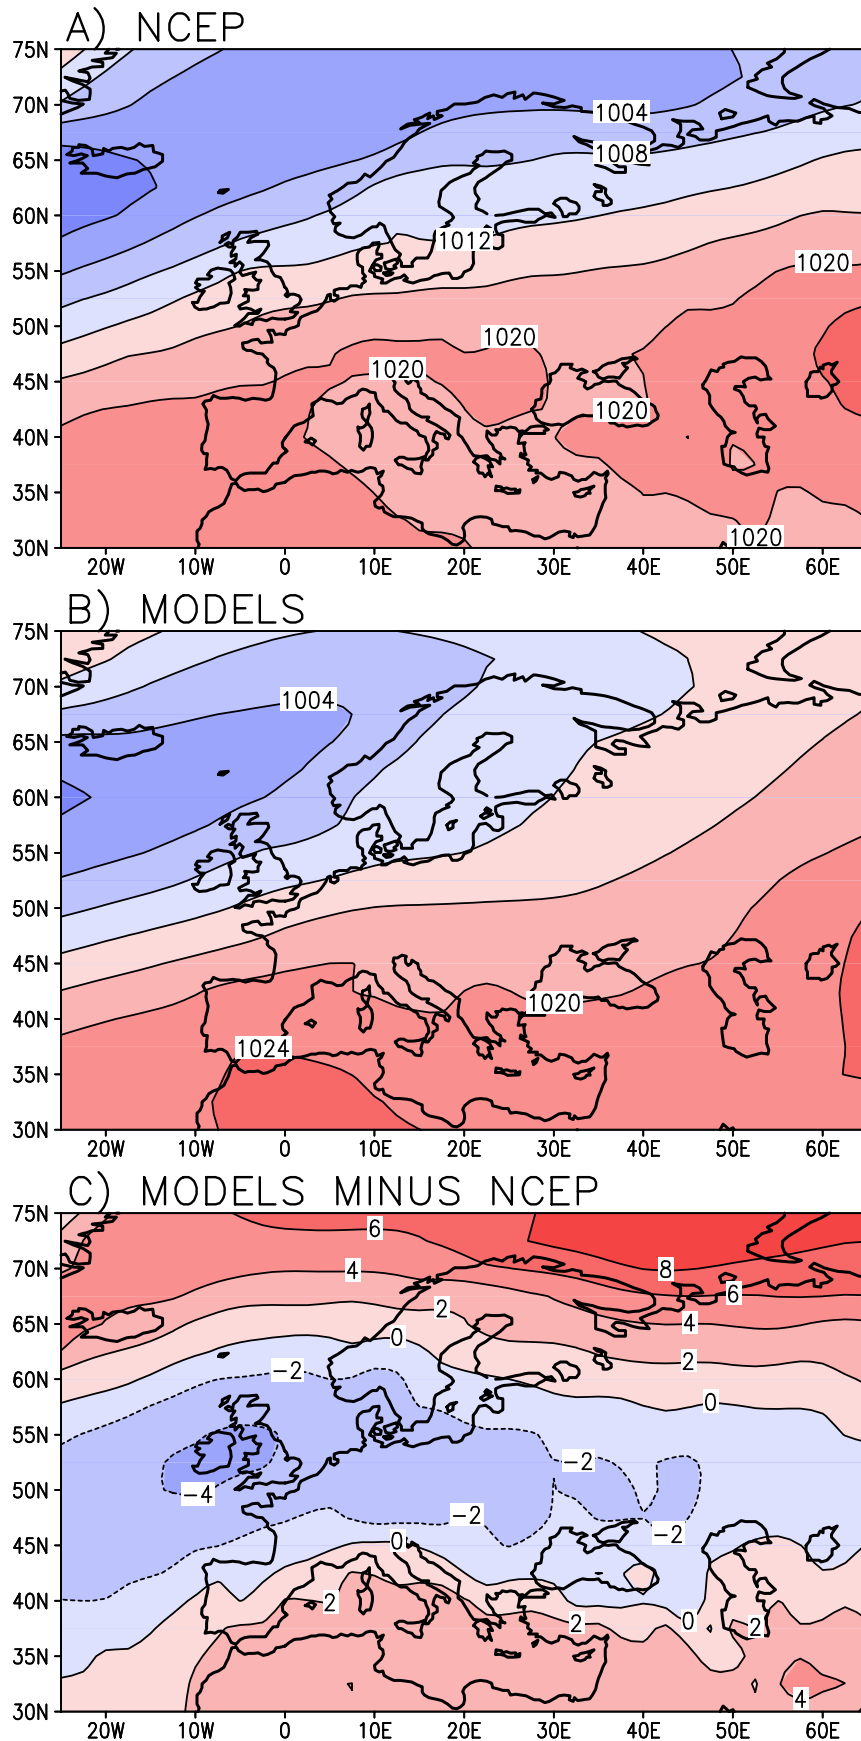 A) NCEP
75N
70N
1004
1008
65N
60N
1012
1020
55N
50N
1020
1020
45N
1020
40N
35N
1020
30N
20W 10W 0 10E 20E 30E 40E 50E 60E
B) MODELS
75N
70N
1004
65N
60N
55N
50N
45N
1020
40N
1024
35N
30N
20W 10W 0 10E 20E 30E 40E 50E 60E
C) MODELS MINUS NCEP
75N
6
70N
4 8
6
2
65N
4
0
2
60N
−2
0
55N
−2
50N
−4
−2
−2
45N
0
40N
2
0
2 2
35N
4
30N
20W 10W 0 10E 20E 30E 40E 50E 60E